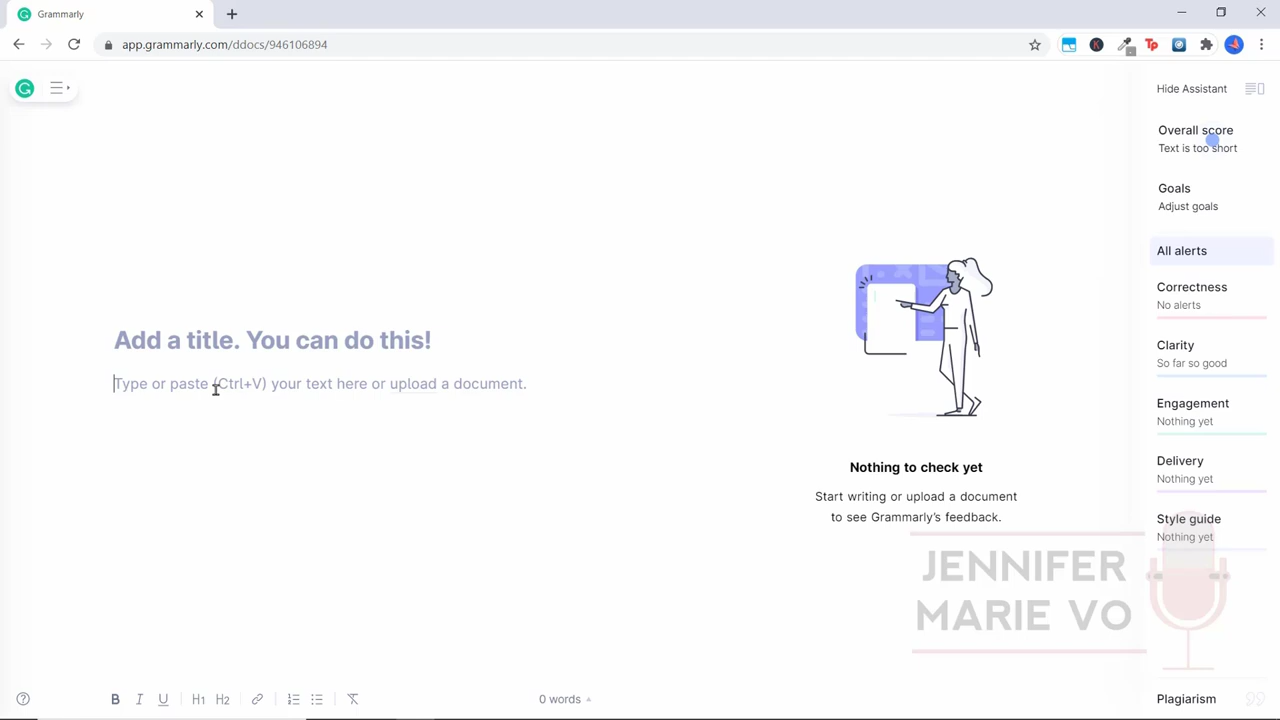 Grammarly
app.grammarly.com/ddocs/946106894
Hide Assistant
Overall score
Text is too short
Goals
Adjust goals
All alerts
Correctness
No alerts
Clarity
So far so good
Engagement
Nothing yet
Delivery
Nothing yet
Style guide
Nothing yet
Add a title. You can do this!
Type or paste (Ctrl+V) your text here or upload a document.
Nothing to check yet
Start writing or upload a document
to see Grammarly's feedback.
JENNIFER
MARIE VO
B I U H1 H2
0 words
Plagiarism